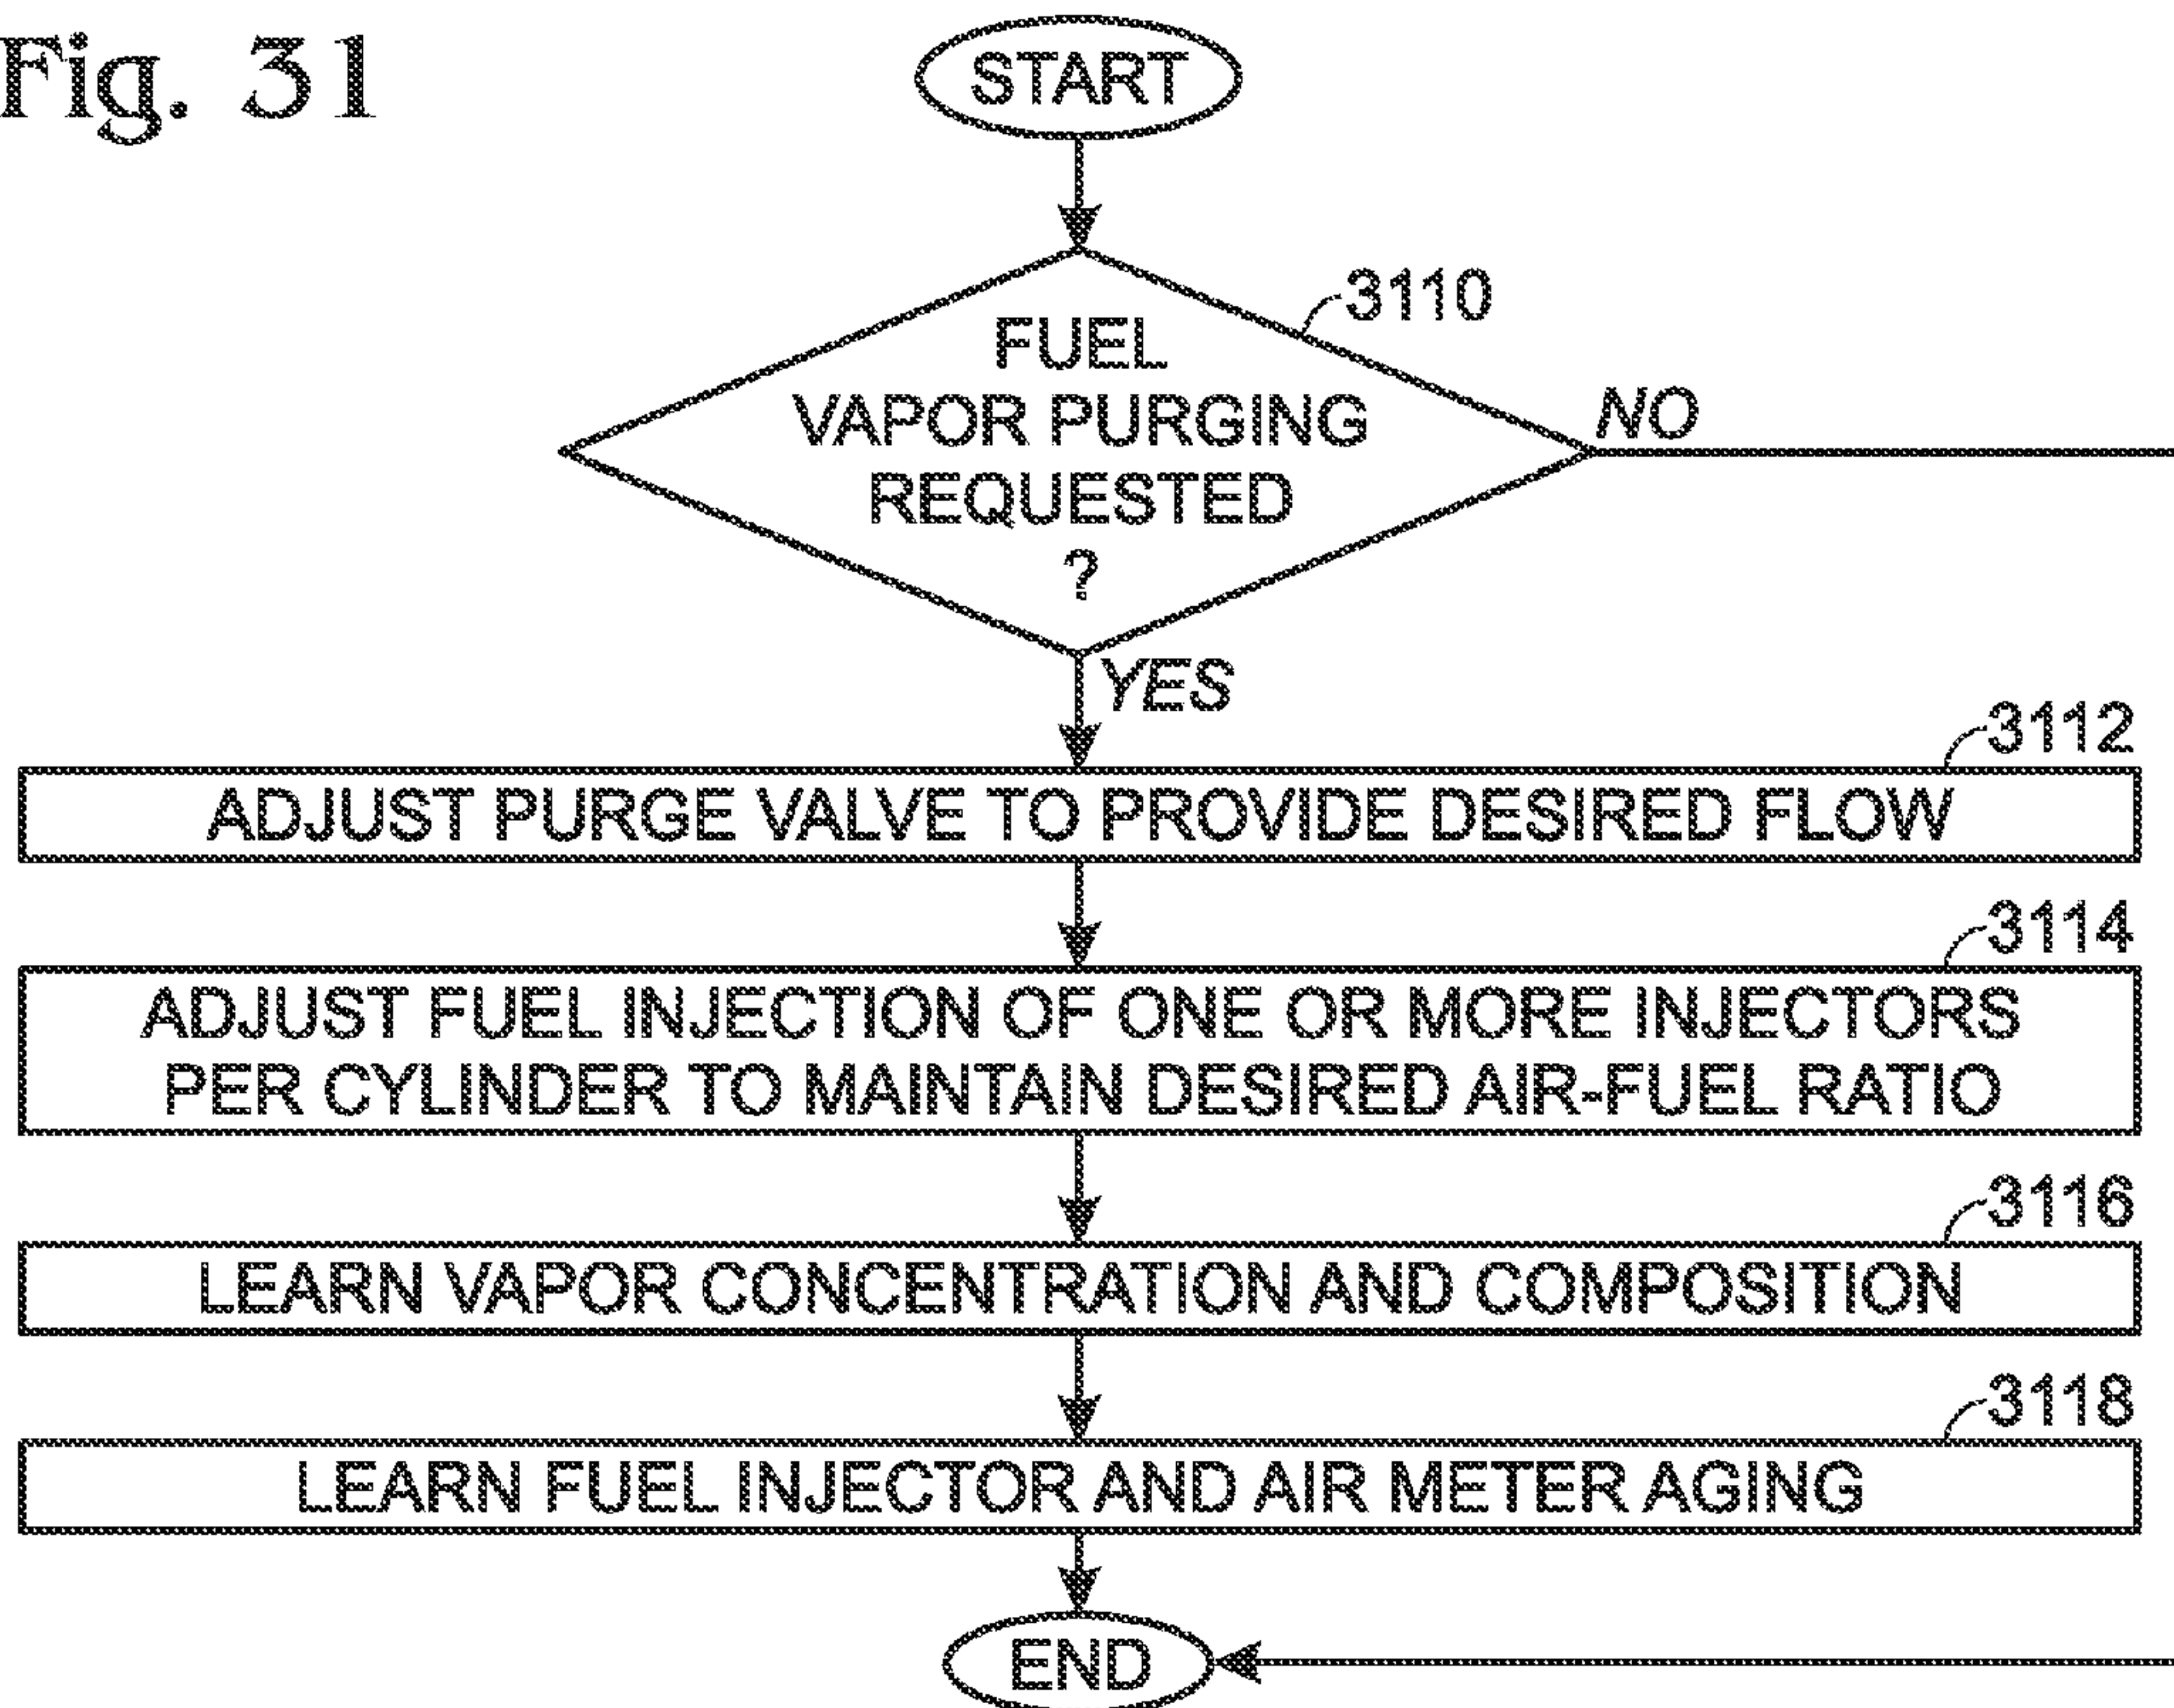 Fig. 31
START
3110
FUEL
VAPOR PURGING
REQUESTED
?
NO
YES
3112
ADJUST PURGE VALVE TO PROVIDE DESIRED FLOW
3114
ADJUST FUEL INJECTION OF ONE OR MORE INJECTORS
PER CYLINDER TO MAINTAIN DESIRED AIR-FUEL RATIO
3116
LEARN VAPOR CONCENTRATION AND COMPOSITION
3118
LEARN FUEL INJECTOR AND AIR METER AGING
END